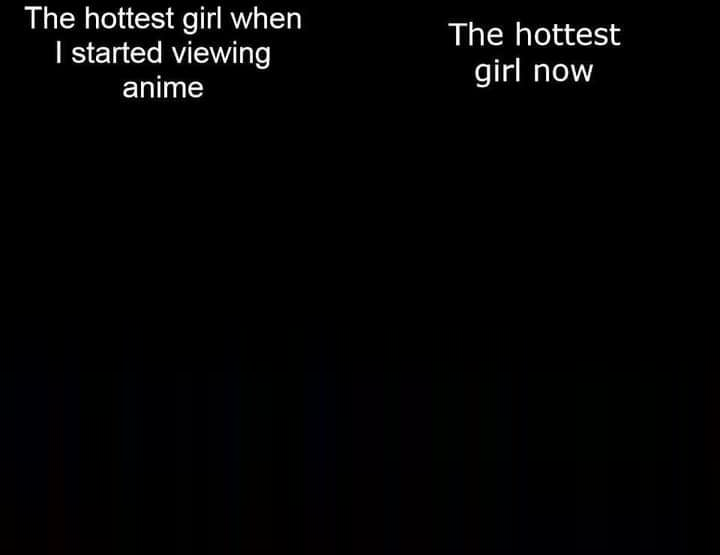 The hottest girl when
I started viewing
anime
The hottest
girl now